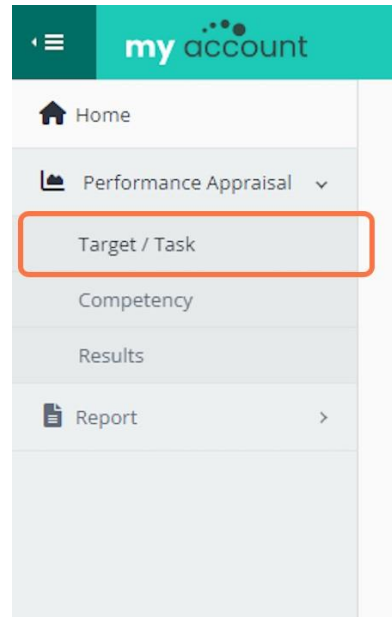 my account
Home
Performance Appraisal
Target / Task
Competency
Results
Report